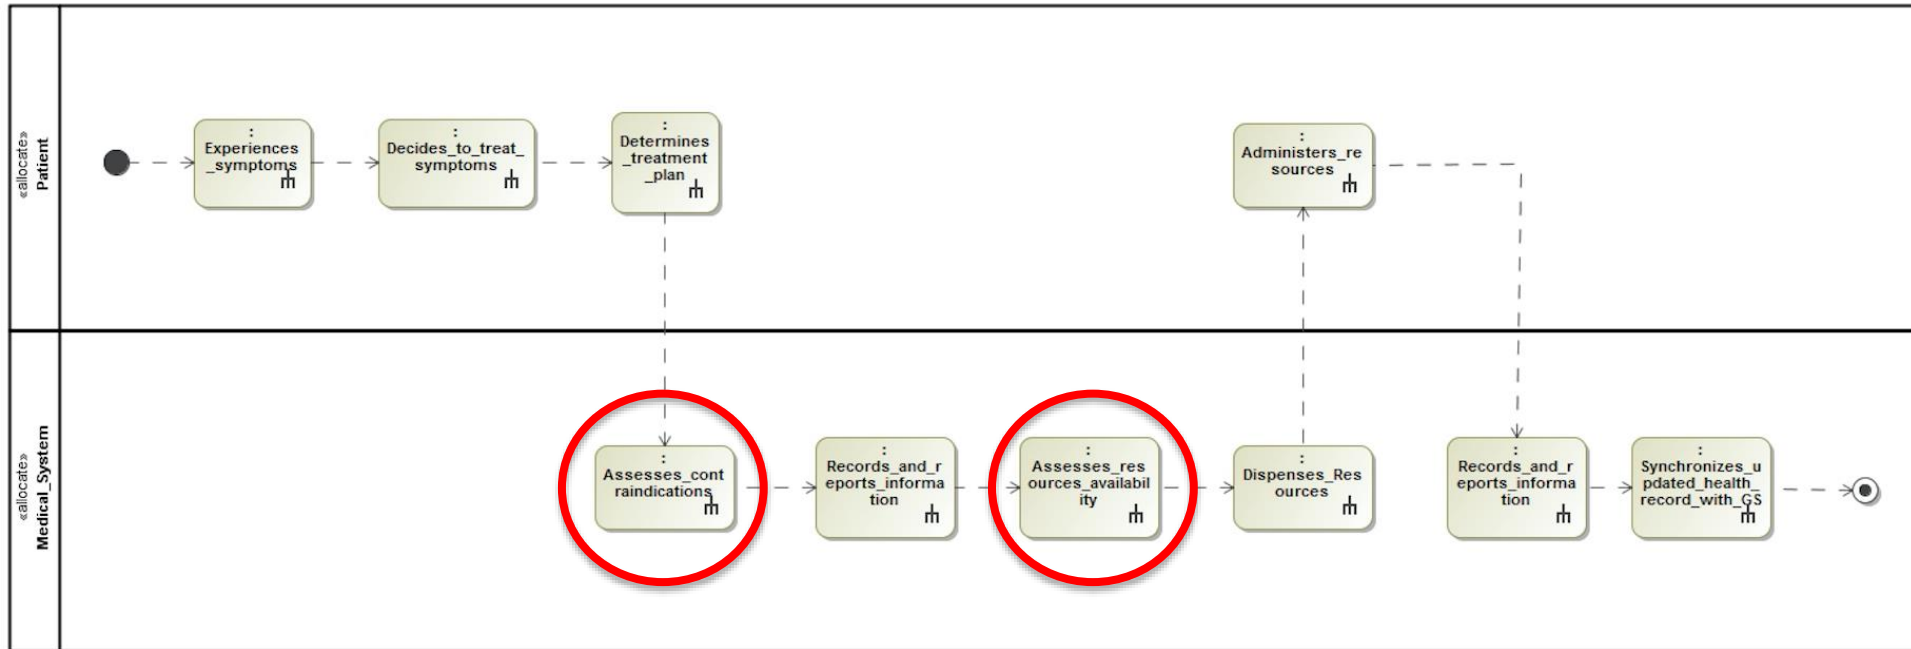 «allocate»
Patient
:
Experiences
_symptoms
:
Decides_to_treat_
symptoms
:
Determines
_treatment
_plan
:
Administers_re
sources
«allocate»
Medical_System
:
Assesses_cont
raindications
:
Records_and_r
eports_informa
tion
:
Assesses_res
ources_availabil
ity
:
Dispenses_Res
ources
:
Records_and_r
eports_informa
tion
:
Synchronizes_u
pdated_health_
record_with_GS